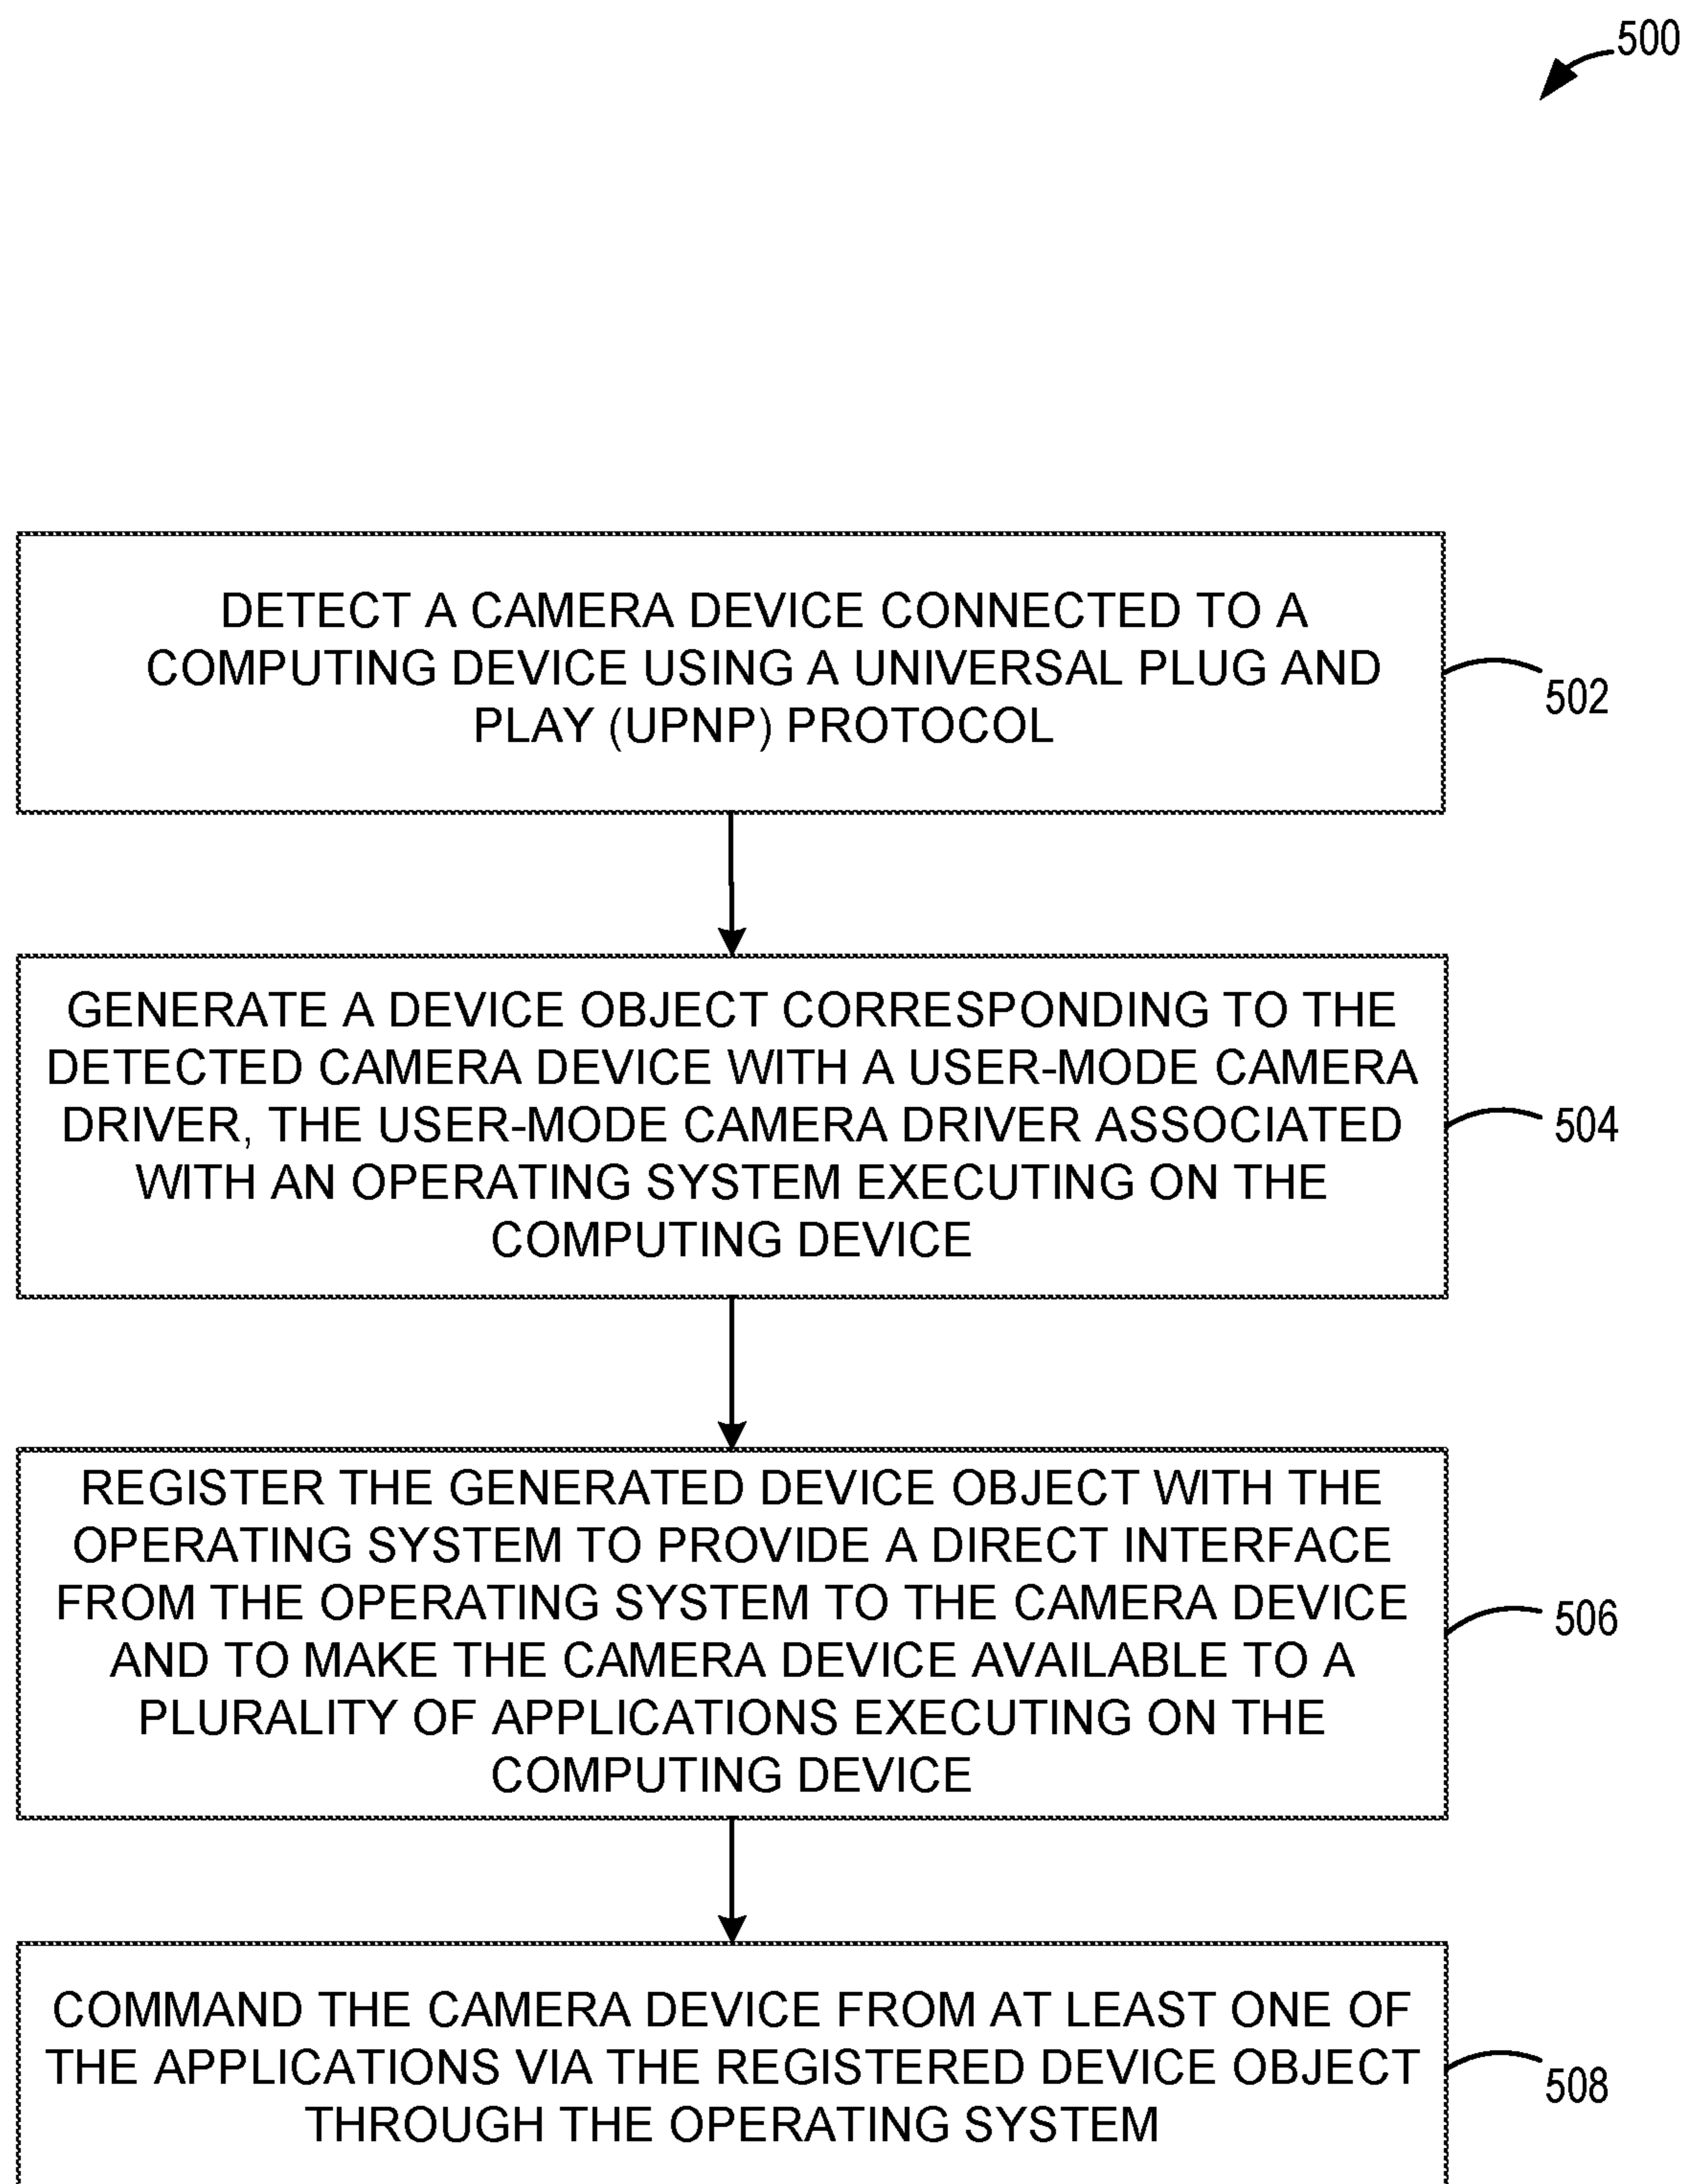 500
DETECT A CAMERA DEVICE CONNECTED TO A
COMPUTING DEVICE USING A UNIVERSAL PLUG AND
PLAY (UPNP) PROTOCOL
502
GENERATE A DEVICE OBJECT CORRESPONDING TO THE
DETECTED CAMERA DEVICE WITH A USER-MODE CAMERA
DRIVER, THE USER-MODE CAMERA DRIVER ASSOCIATED
WITH AN OPERATING SYSTEM EXECUTING ON THE
COMPUTING DEVICE
504
REGISTER THE GENERATED DEVICE OBJECT WITH THE
OPERATING SYSTEM TO PROVIDE A DIRECT INTERFACE
FROM THE OPERATING SYSTEM TO THE CAMERA DEVICE
AND TO MAKE THE CAMERA DEVICE AVAILABLE TO A
PLURALITY OF APPLICATIONS EXECUTING ON THE
COMPUTING DEVICE
506
COMMAND THE CAMERA DEVICE FROM AT LEAST ONE OF
THE APPLICATIONS VIA THE REGISTERED DEVICE OBJECT
THROUGH THE OPERATING SYSTEM
508